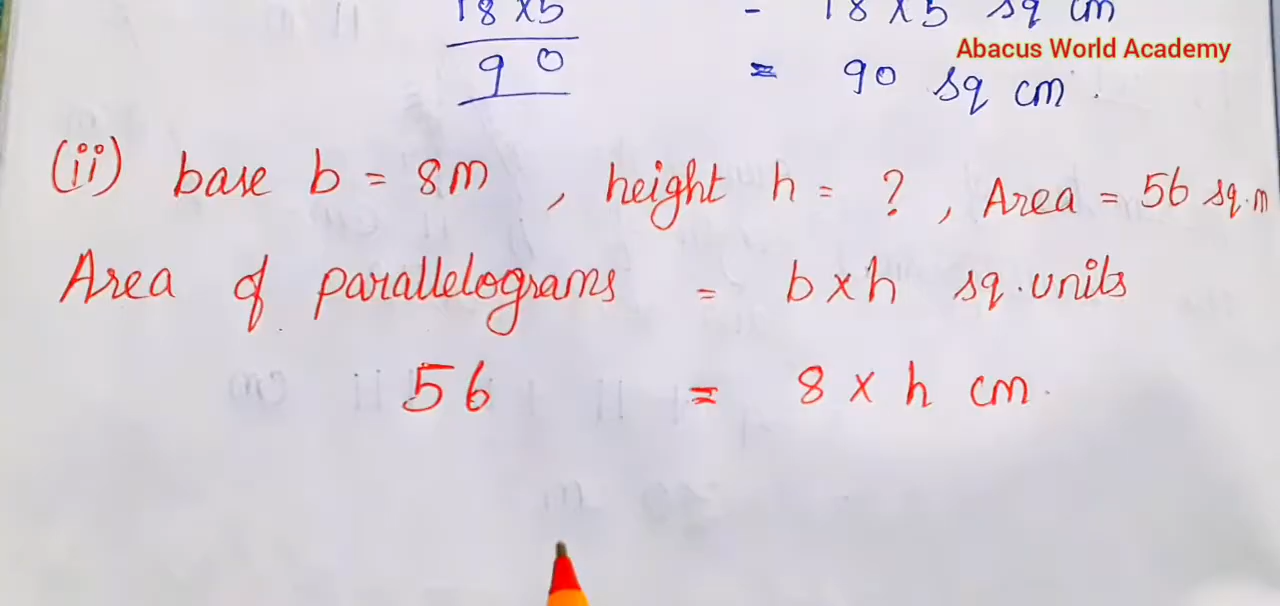 18 x 5 = 18 x 5 sq cm
Abacus World Academy
90 = 90 sq cm.
(ii) base b = 8m, height h = ?, Area = 56 sq.m
Area of parallelograms = b x h sq.units
56 = 8 x h cm.